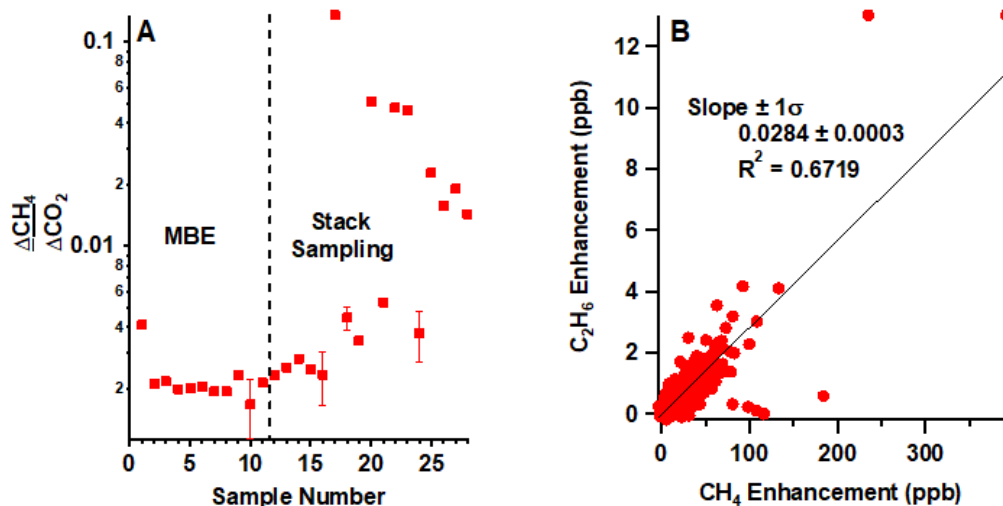 A
0.1
8
6
4
2
0.01
8
6
4
2
ΔCH₄
ΔCO₂
MBE
Stack
Sampling
0 5 10 15 20 25
Sample Number
B
12
10
8
6
4
2
0
C₂H₆ Enhancement (ppb)
Slope ± 1σ
0.0284 ± 0.0003
R² = 0.6719
0 100 200 300
CH₄ Enhancement (ppb)